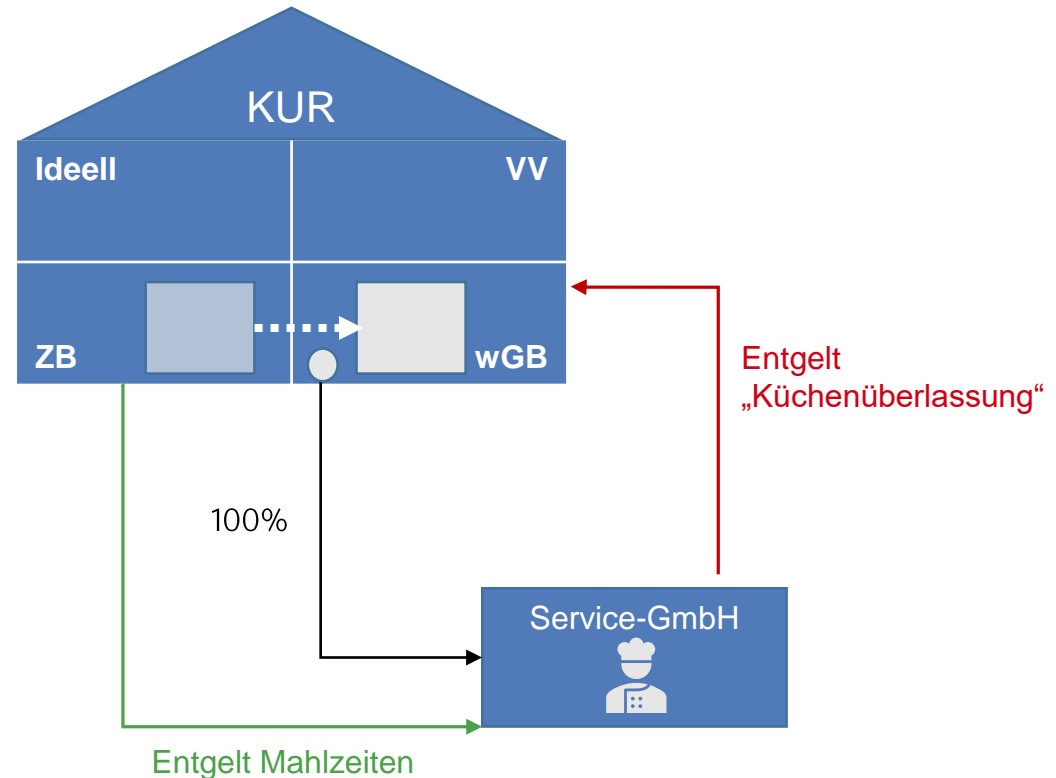 KUR
Ideell
VV
ZB
wGB
Entgelt
„Küchenüberlassung“
100%
Service-GmbH
Entgelt Mahlzeiten